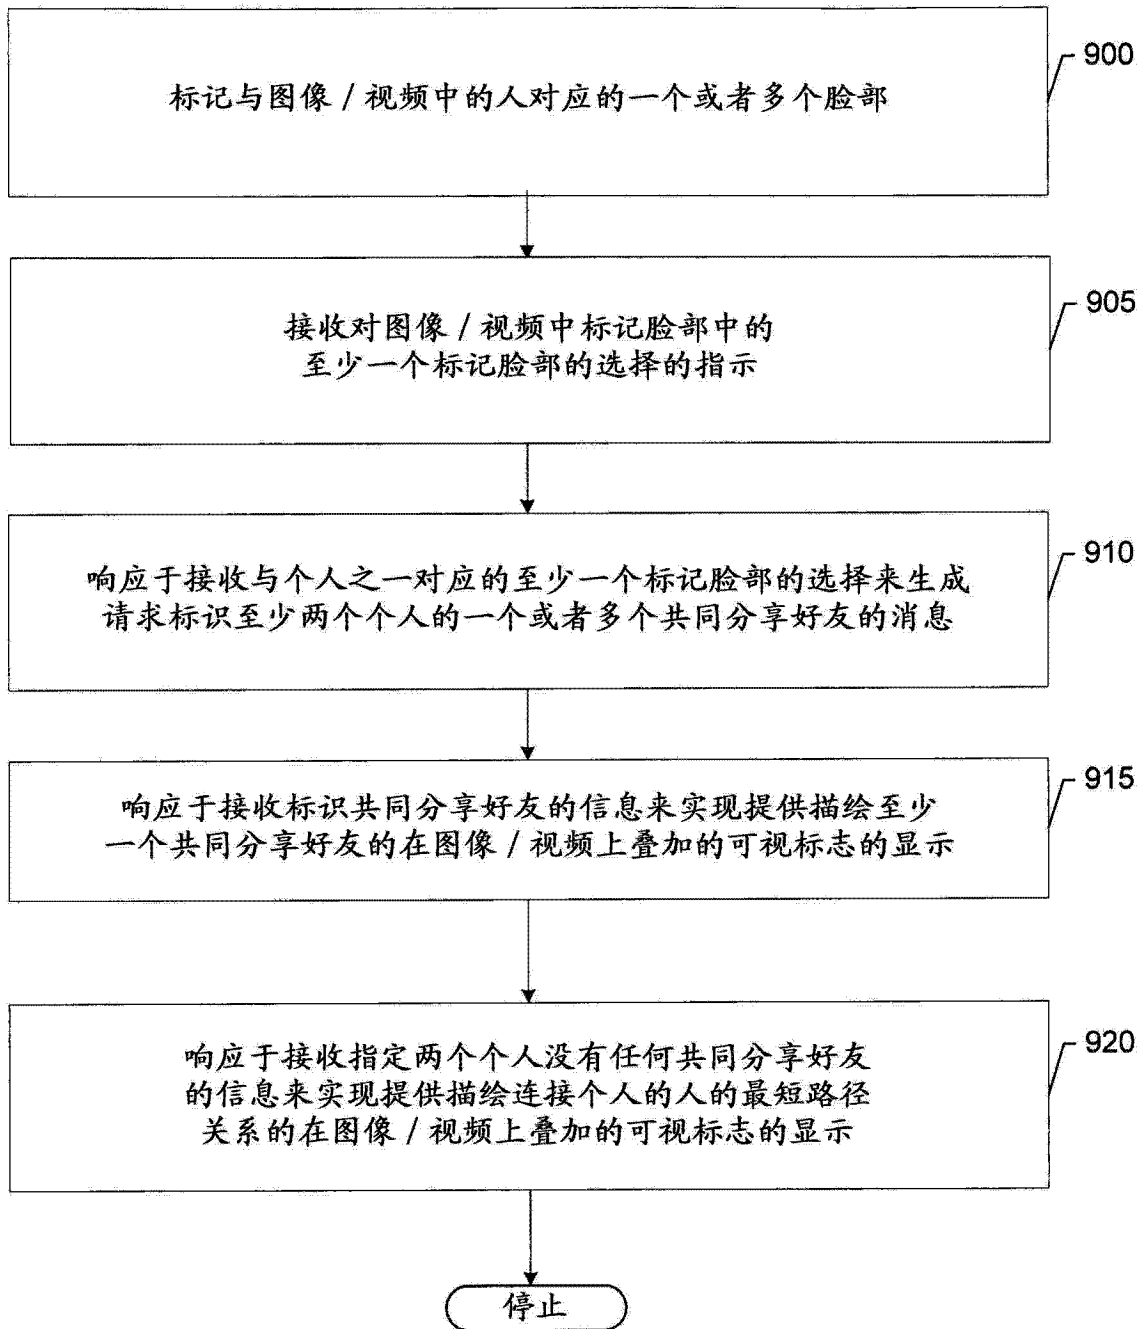 标记与图像 / 视频中的人对应的一个或者多个脸部
900
接收对图像 / 视频中标记脸部中的
至少一个标记脸部的选择的指示
905
响应于接收与个人之一对应的至少一个标记脸部的选择来生成
请求标识至少两个个人的一个或者多个共同分享好友的消息
910
响应于接收标识共同分享好友的信息来实现提供描绘至少
一个共同分享好友的在图像 / 视频上叠加的可视标志的显示
915
响应于接收指定两个个人没有任何共同分享好友
的信息来实现提供描绘连接个人的人的最短路径
关系的在图像 / 视频上叠加的可视标志的显示
920
停止